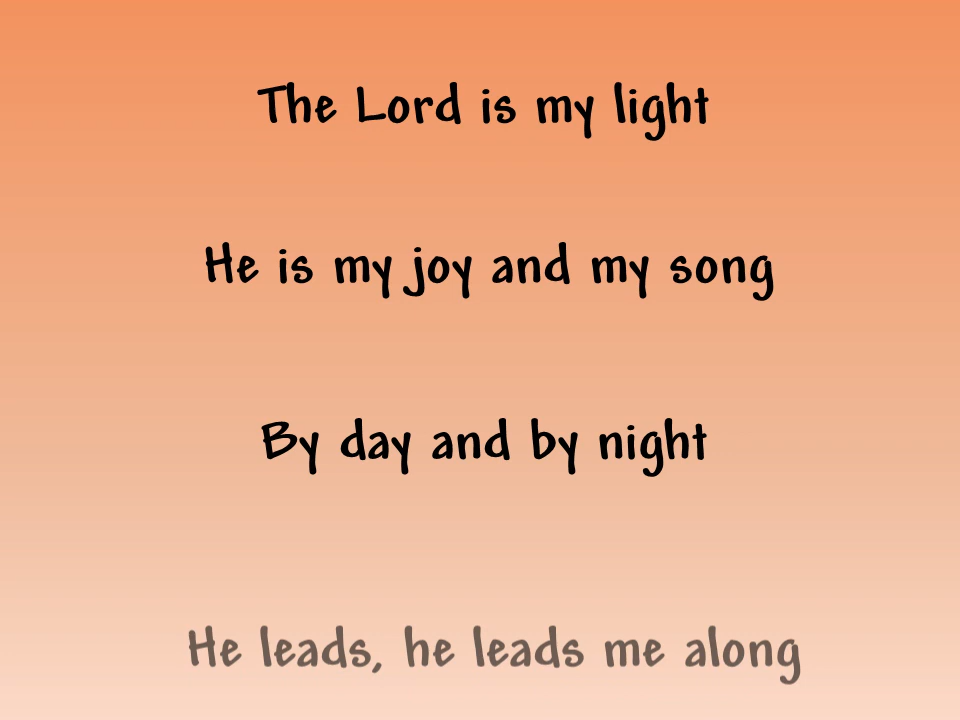 The Lord is my light
He is my joy and my song
By day and by night
He leads, he leads me along